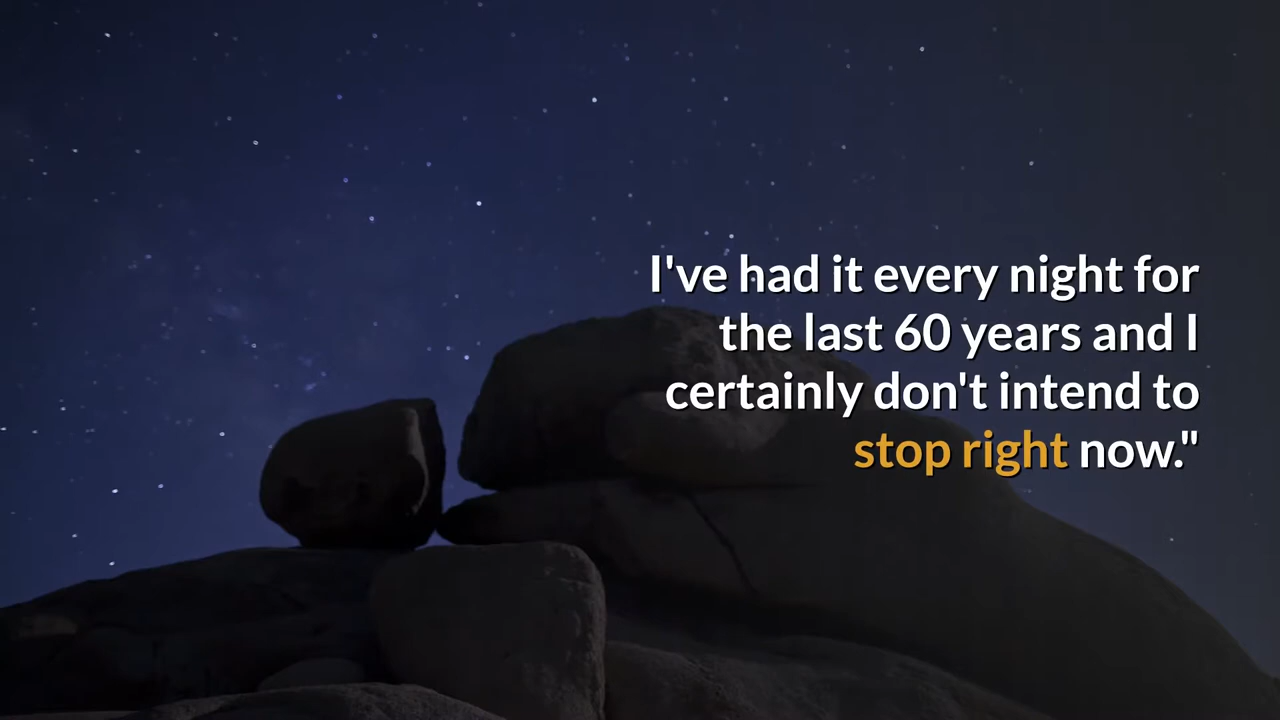 I've had it every night for
the last 60 years and I
certainly don't intend to
stop right now."